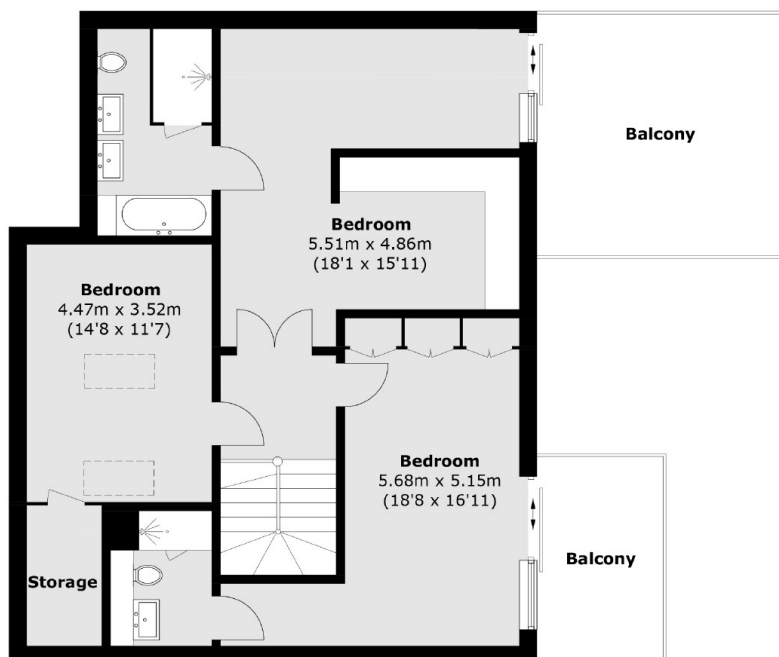 Balcony
Bedroom
5.51m x 4.86m
(18'1 x 15'11)
Bedroom
4.47m x 3.52m
(14'8 x 11'7)
Bedroom
5.68m x 5.15m
(18'8 x 16'11)
Balcony
Storage